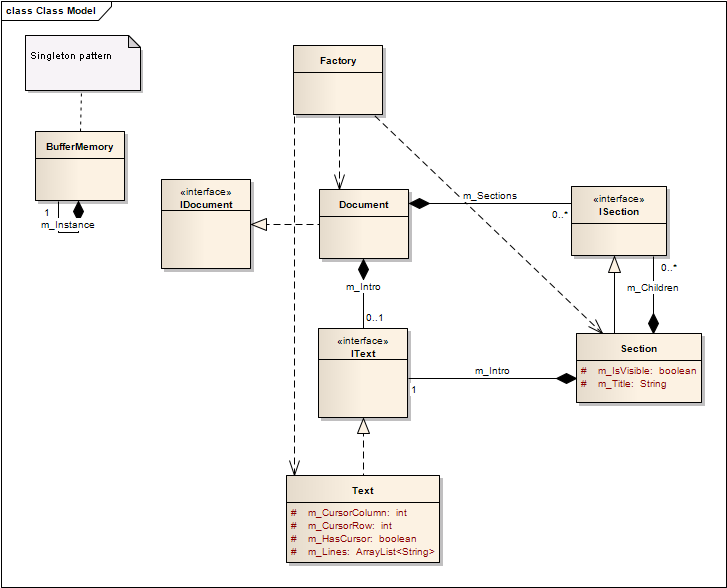 class Class Model
Singleton pattern
Factory
BufferMemory
1
m_Instance
«interface»
IDocument
Document
m_Sections
0..*
«interface»
ISection
m_Intro
0..1
0..*
m_Children
«interface»
IText
m_Intro
1
Section
# m_IsVisible: boolean
# m_Title: String
Text
# m_CursorColumn: int
# m_CursorRow: int
# m_HasCursor: boolean
# m_Lines: ArrayList<String>